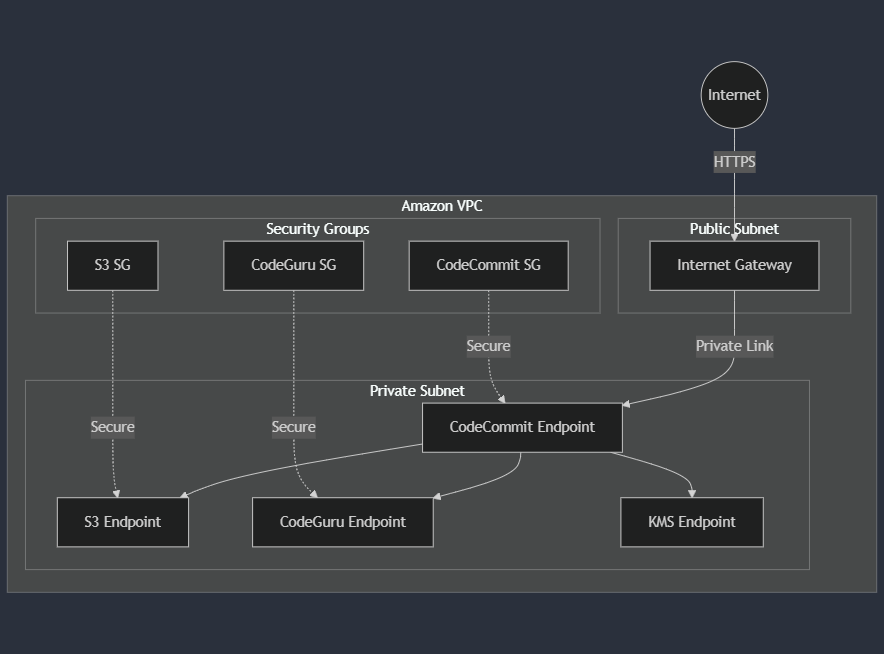 Internet
HTTPS
Amazon VPC
Security Groups
Public Subnet
S3 SG
CodeGuru SG
CodeCommit SG
Internet Gateway
Secure
Private Link
Private Subnet
Secure
Secure
CodeCommit Endpoint
S3 Endpoint
CodeGuru Endpoint
KMS Endpoint